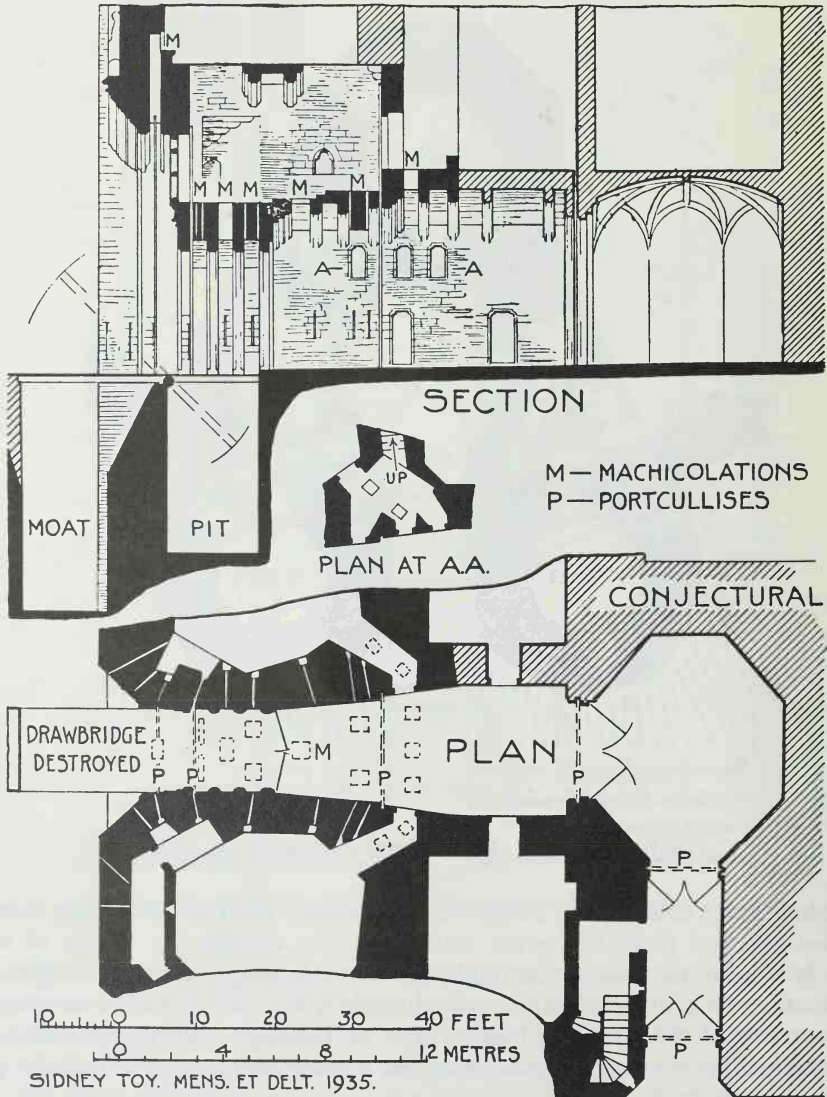 M
M
M M M M M
A A
SECTION
M — MACHICOLATIONS
P — PORTCULLISES
UP
MOAT PIT
PLAN AT A.A.
CONJECTURAL
DRAWBRIDGE
DESTROYED
P P M P PLAN P
P
P
10 0 10 20 30 40 FEET
0 4 8 12 METRES
SIDNEY TOY. MENS. ET DELT. 1935.